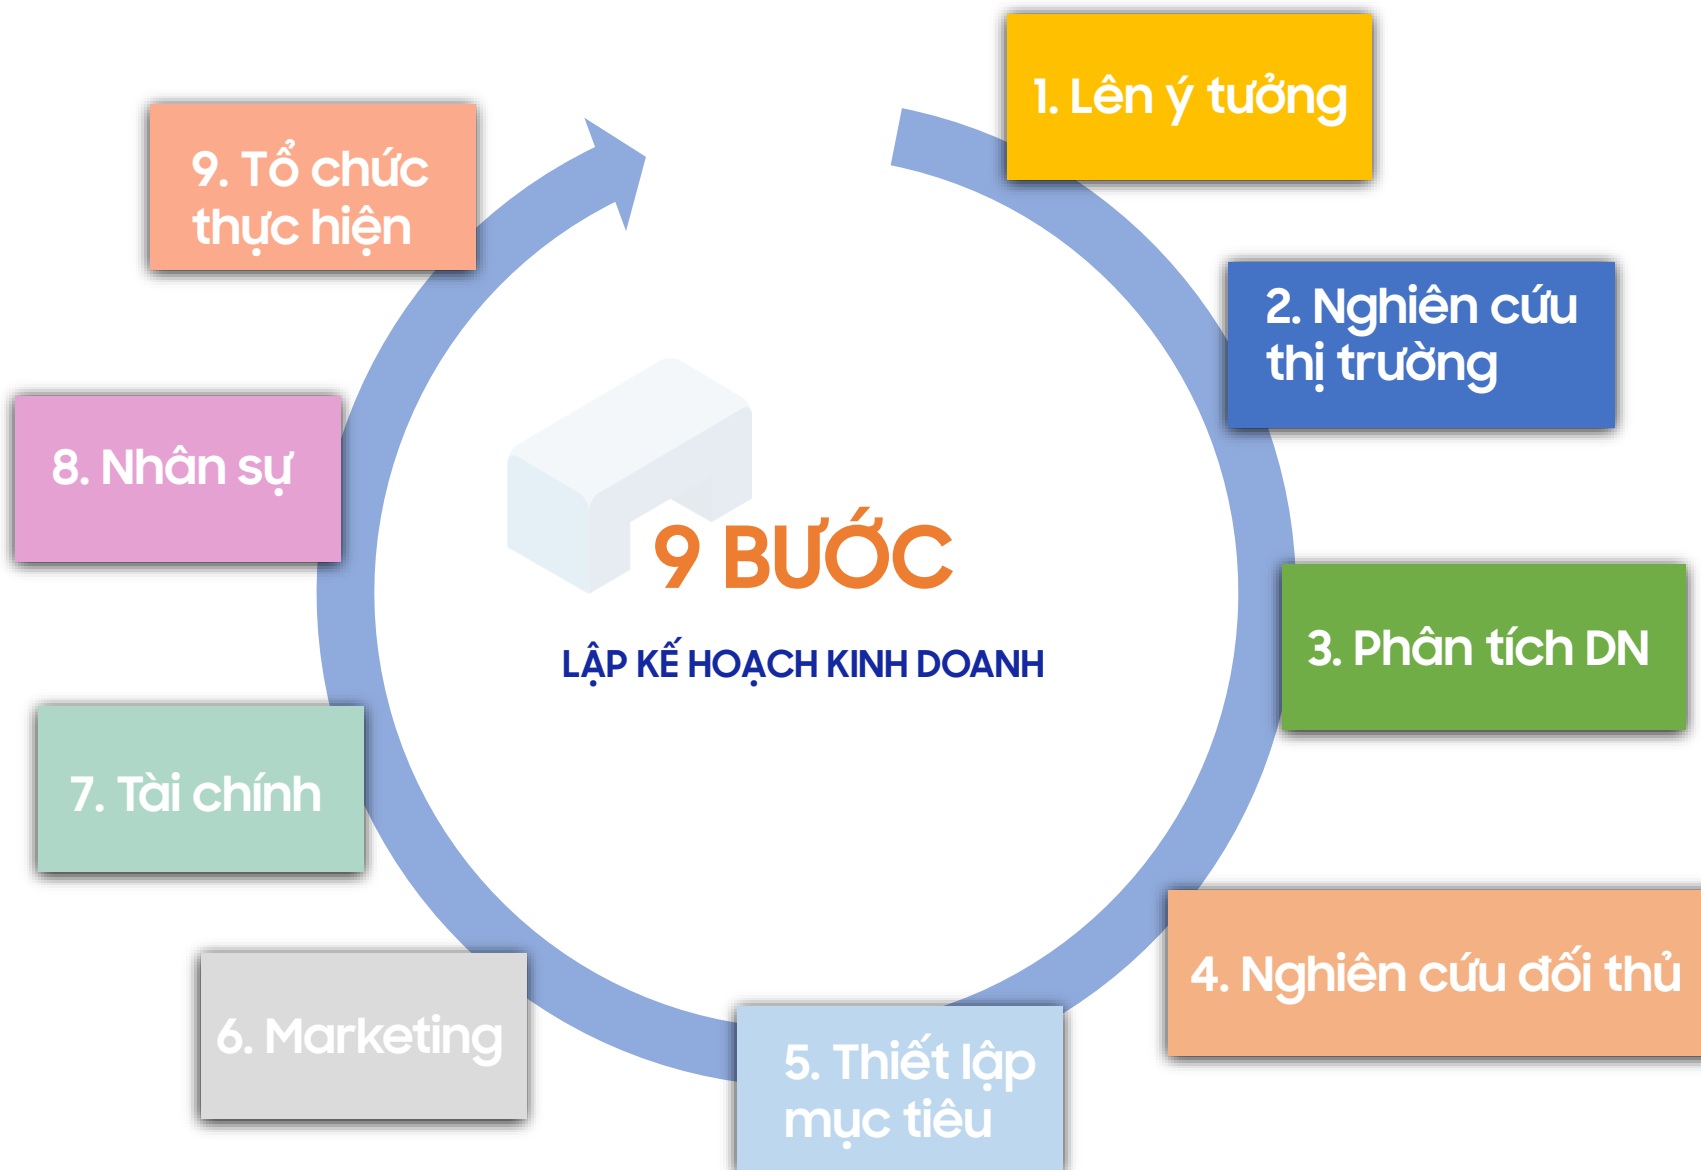 9 BƯỚC
LẬP KẾ HOẠCH KINH DOANH
1. Lên ý tưởng
2. Nghiên cứu
thị trường
3. Phân tích DN
4. Nghiên cứu đối thủ
5. Thiết lập
mục tiêu
6. Marketing
7. Tài chính
8. Nhân sự
9. Tổ chức
thực hiện